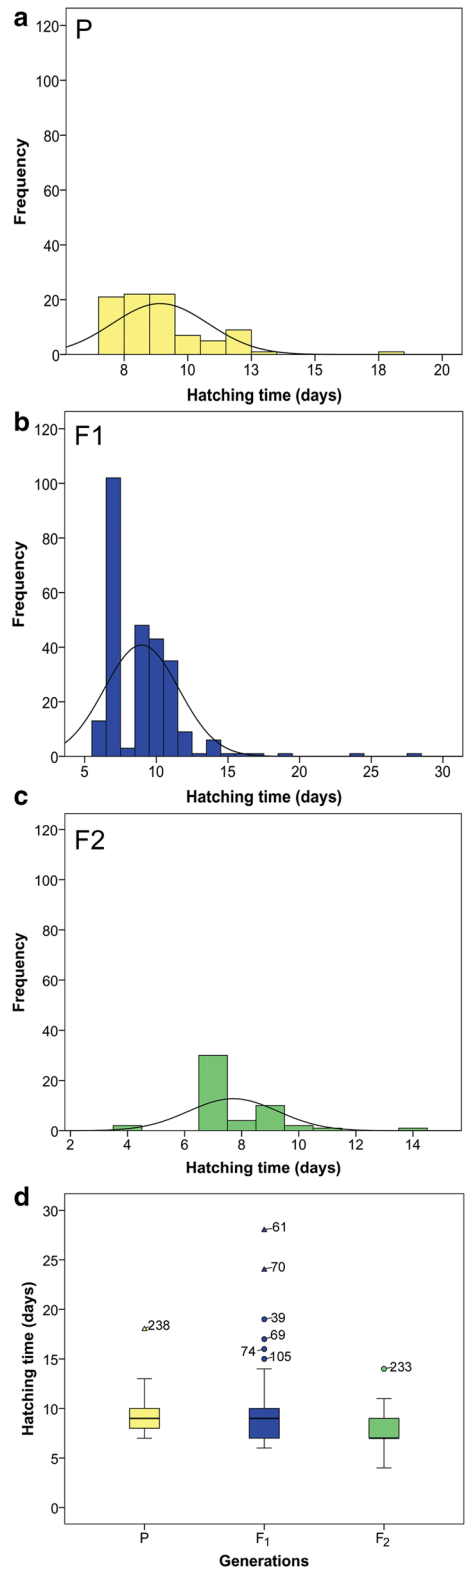 a
P
120
100
80
60
40
20
0
Frequency
8 10 13 15 18 20
Hatching time (days)
b
F1
120
100
80
60
40
20
0
Frequency
5 10 15 20 25 30
Hatching time (days)
c
F2
120
100
80
60
40
20
0
Frequency
2 4 6 8 10 12 14
Hatching time (days)
d
30
25
20
15
10
5
0
Hatching time (days)
61
70
39
238
69
74
105
233
P F1 F2
Generations